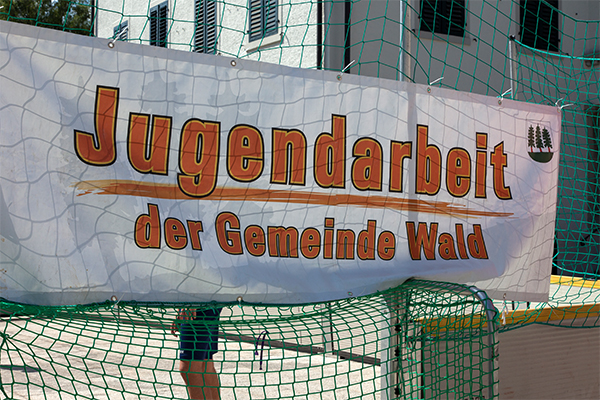 Jugendarbeit
der Gemeinde Wald